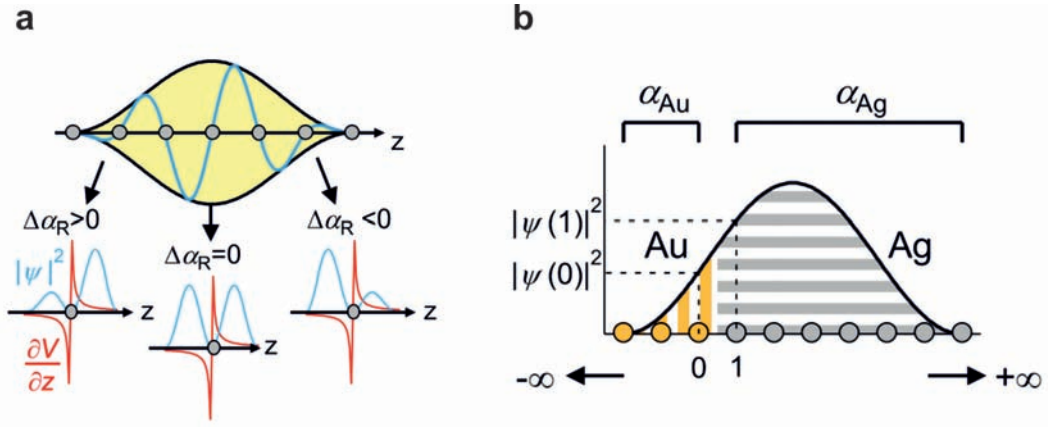 a
z
Δα_R>0
Δα_R=0
Δα_R <0
|ψ|²
z
z
z
∂V
∂z
b
α_Au
α_Ag
|ψ(1)|²
|ψ(0)|²
Au
Ag
0
1
-∞
+∞